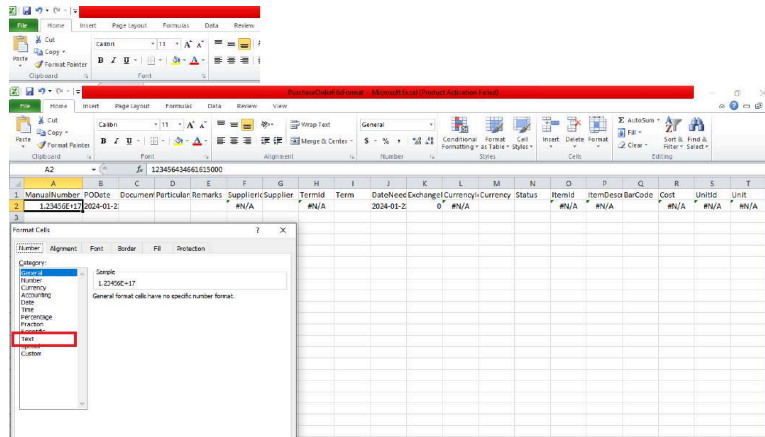 File Home Insert Page Layout Formulas Data Review
Cut
Copy
Paste
Format Painter
Calibri 11 A A
B I U A
Clipboard Font
PurchaseOrderFileFormat - Microsoft Excel (Product Activation Failed)
File Home Insert Page Layout Formulas Data Review View
Cut
Copy
Paste
Format Painter
Calibri 11 A A
B I U A
Wrap Text
Merge & Center
General
$ - % ,
Conditional Formatting
Format as Table
Cell Styles
Insert Delete Format
Σ AutoSum
Fill
Clear
Sort & Filter
Find & Select
Clipboard Font Alignment Number Styles Cells Editing
A2 fx 123456434661615000
A B C D E F G H I J K L M N O P Q R S T
1 ManualNumber PODate Document Particular Remarks SupplierId Supplier TermId Term DateNeed Exchange CurrencyI Currency Status ItemId ItemDesc BarCode Cost UnitId Unit
2 1.23456E+17 2024-01-2 #N/A #N/A 2024-01-2 0 #N/A #N/A #N/A #N/A #N/A #N/A
3
Format Cells ? X
Number Alignment Font Border Fill Protection
Category:
General
Number
Currency
Accounting
Date
Time
Percentage
Fraction
Scientific
Text
Special
Custom
Sample
1.23456E+17
General format cells have no specific number format.